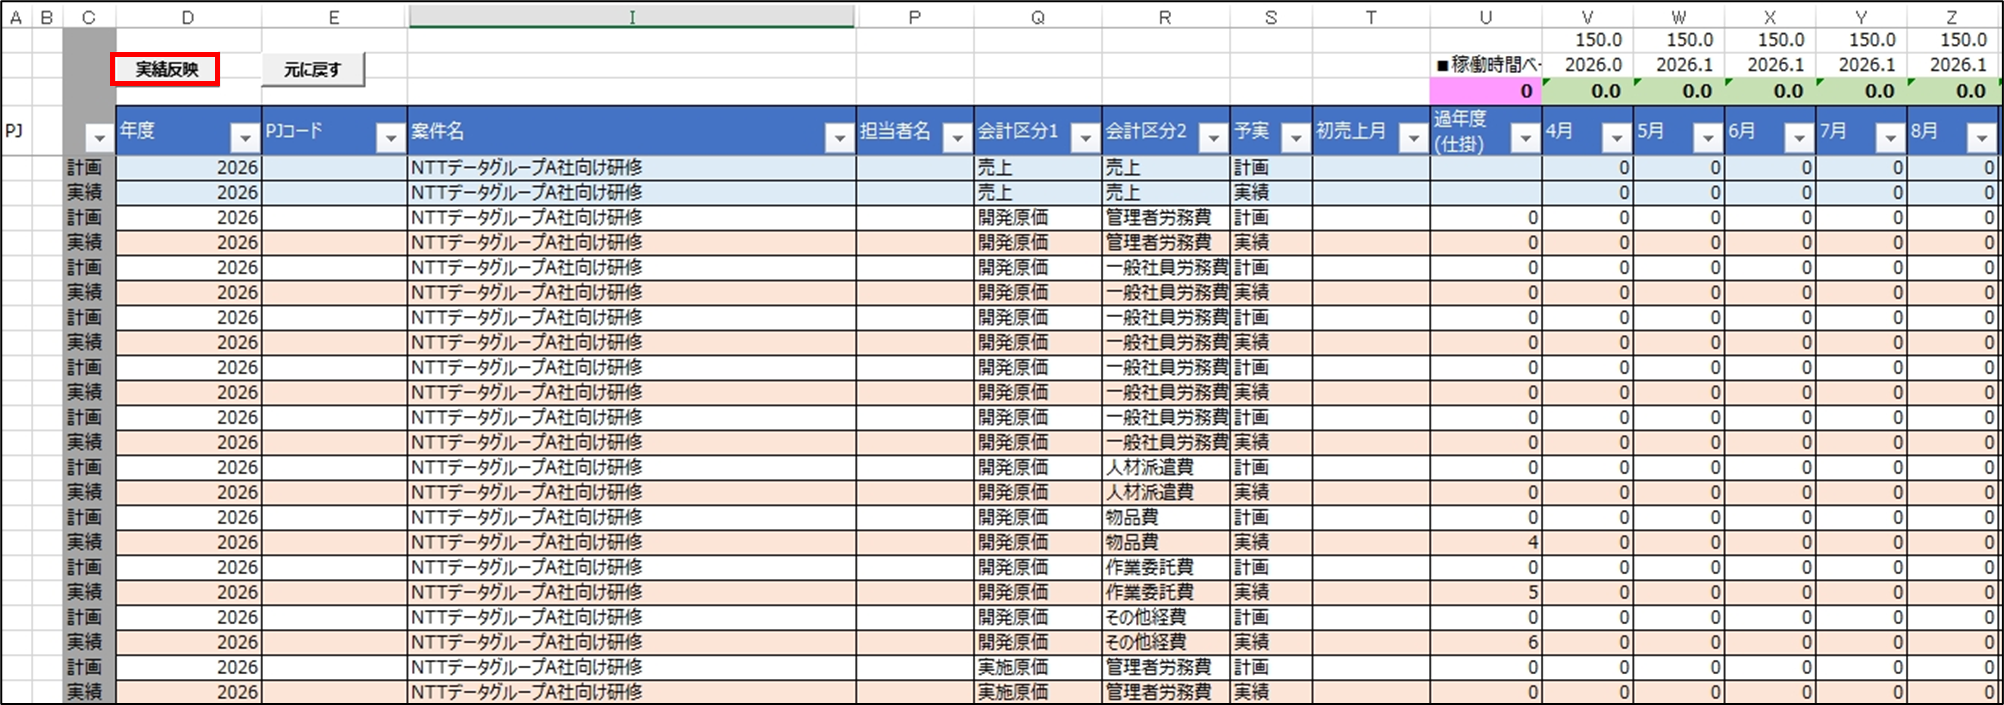 A B C D E I P Q R S T U V W X Y Z
150.0 150.0 150.0 150.0 150.0
実績反映 元に戻す ■稼働時間ベ 2026.0 2026.1 2026.1 2026.1 2026.1
0 0.0 0.0 0.0 0.0 0.0
PJ 年度 PJコード 案件名 担当者名 会計区分1 会計区分2 予実 初売上月 過年度(仕掛) 4月 5月 6月 7月 8月
計画 2026 NTTデータグループA社向け研修 売上 売上 計画 0 0 0 0 0
実績 2026 NTTデータグループA社向け研修 売上 売上 実績 0 0 0 0 0
計画 2026 NTTデータグループA社向け研修 開発原価 管理者労務費 計画 0 0 0 0 0 0
実績 2026 NTTデータグループA社向け研修 開発原価 管理者労務費 実績 0 0 0 0 0 0
計画 2026 NTTデータグループA社向け研修 開発原価 一般社員労務費 計画 0 0 0 0 0 0
実績 2026 NTTデータグループA社向け研修 開発原価 一般社員労務費 実績 0 0 0 0 0 0
計画 2026 NTTデータグループA社向け研修 開発原価 一般社員労務費 計画 0 0 0 0 0 0
実績 2026 NTTデータグループA社向け研修 開発原価 一般社員労務費 実績 0 0 0 0 0 0
計画 2026 NTTデータグループA社向け研修 開発原価 一般社員労務費 計画 0 0 0 0 0 0
実績 2026 NTTデータグループA社向け研修 開発原価 一般社員労務費 実績 0 0 0 0 0 0
計画 2026 NTTデータグループA社向け研修 開発原価 一般社員労務費 計画 0 0 0 0 0 0
実績 2026 NTTデータグループA社向け研修 開発原価 一般社員労務費 実績 0 0 0 0 0 0
計画 2026 NTTデータグループA社向け研修 開発原価 人材派遣費 計画 0 0 0 0 0 0
実績 2026 NTTデータグループA社向け研修 開発原価 人材派遣費 実績 0 0 0 0 0 0
計画 2026 NTTデータグループA社向け研修 開発原価 物品費 計画 0 0 0 0 0 0
実績 2026 NTTデータグループA社向け研修 開発原価 物品費 実績 4 0 0 0 0 0
計画 2026 NTTデータグループA社向け研修 開発原価 作業委託費 計画 0 0 0 0 0 0
実績 2026 NTTデータグループA社向け研修 開発原価 作業委託費 実績 5 0 0 0 0 0
計画 2026 NTTデータグループA社向け研修 開発原価 その他経費 計画 0 0 0 0 0 0
実績 2026 NTTデータグループA社向け研修 開発原価 その他経費 実績 6 0 0 0 0 0
計画 2026 NTTデータグループA社向け研修 実施原価 管理者労務費 計画 0 0 0 0 0 0
実績 2026 NTTデータグループA社向け研修 実施原価 管理者労務費 実績 0 0 0 0 0 0